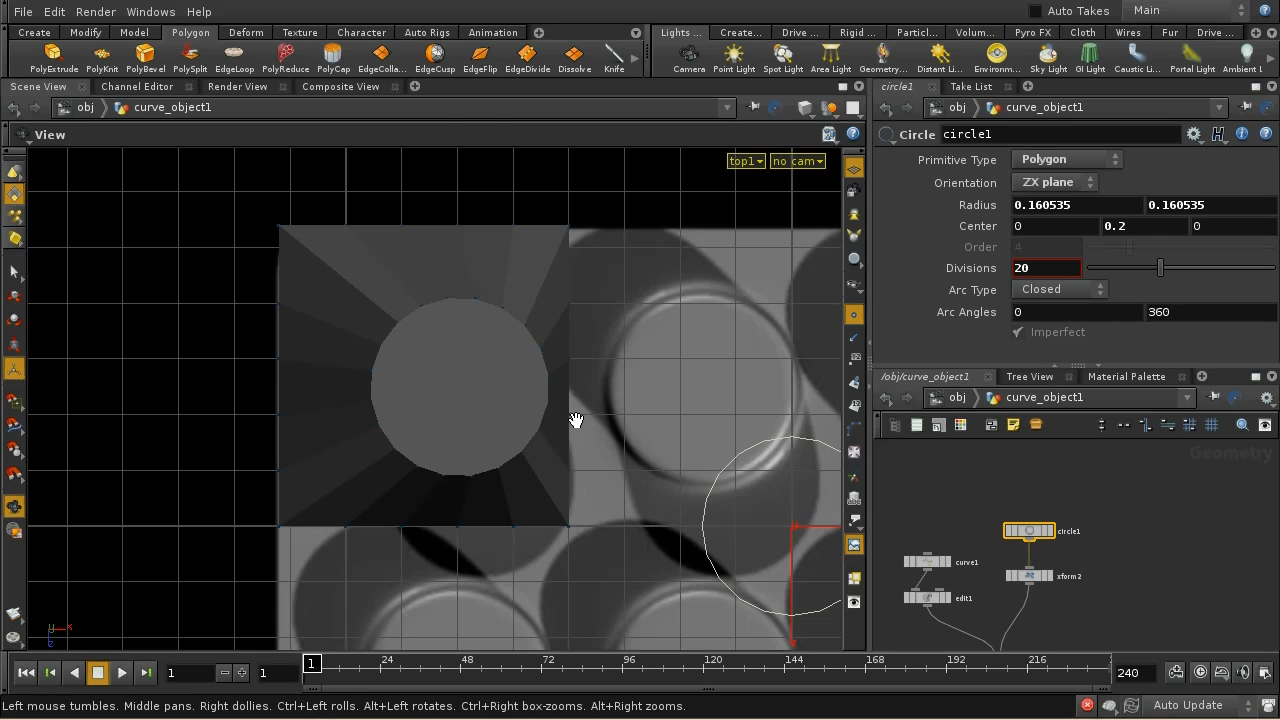 File Edit Render Windows Help
Auto Takes Main
Create Modify Model Polygon Deform Texture Character Auto Rigs Animation
Lights ... Create... Drive ... Rigid ... Particl... Volum... Pyro FX Cloth Wires Fur Drive ...
PolyExtrude PolyKnit PolyBevel PolySplit EdgeLoop PolyReduce PolyCap EdgeColla... EdgeCusp EdgeFlip EdgeDivide Dissolve Knife
Camera Point Light Spot Light Area Light Geometry... Distant Li... Environm... Sky Light GI Light Caustic Li... Portal Light Ambient L
Scene View Channel Editor Render View Composite View
circle1 Take List
obj curve_object1
obj curve_object1
View
Circle circle1
top1 no cam
Primitive Type Polygon
Orientation ZX plane
Radius 0.160535 0.160535
Center 0 0.2 0
Order 4
Divisions 20
Arc Type Closed
Arc Angles 0 360
Imperfect
/obj/curve_object1 Tree View Material Palette
obj curve_object1
Geometry
circle1
curve1
xform2
edit1
y x
z
1 1 1 24 48 72 96 120 144 168 192 216 240
Left mouse tumbles. Middle pans. Right dollies. Ctrl+Left rolls. Alt+Left rotates. Ctrl+Right box-zooms. Alt+Right zooms.
Auto Update